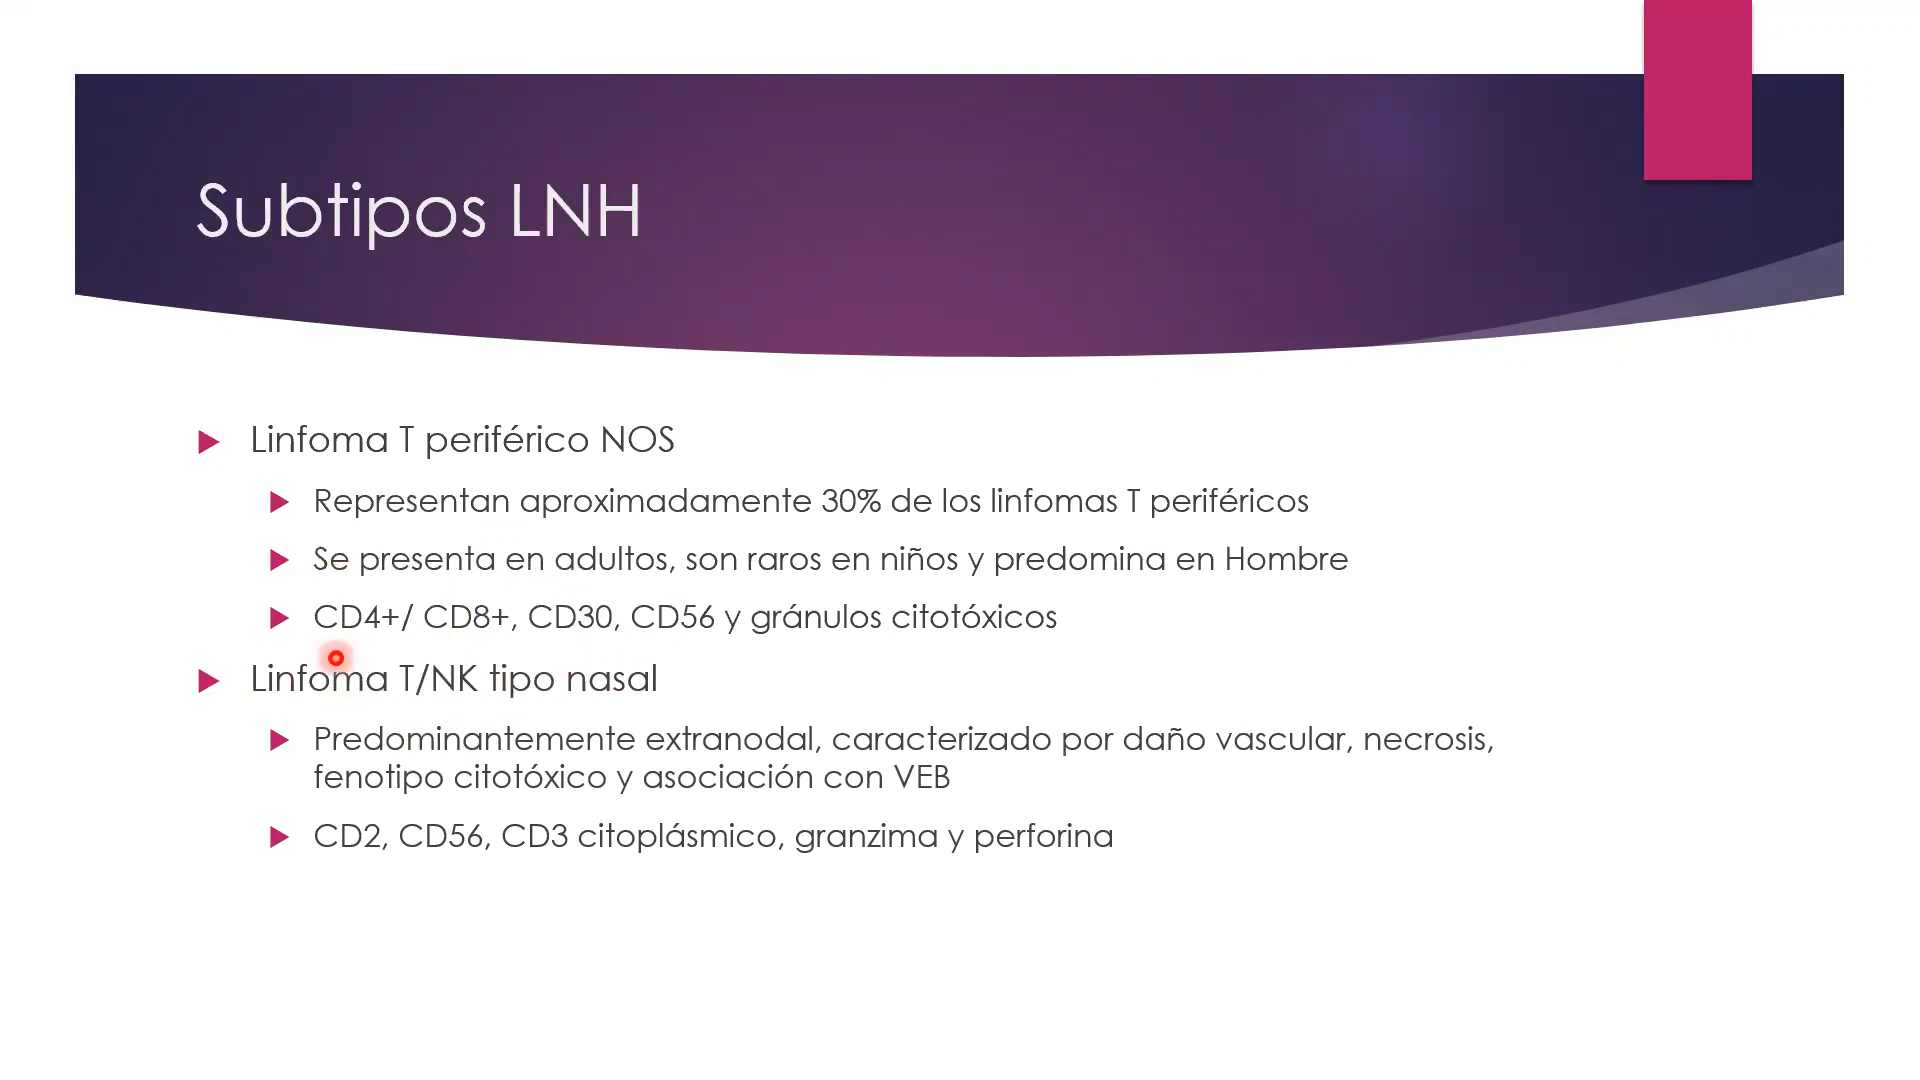 Subtipos LNH
Linfoma T periférico NOS
Representan aproximadamente 30% de los linfomas T periféricos
Se presenta en adultos, son raros en niños y predomina en Hombre
CD4+/ CD8+, CD30, CD56 y gránulos citotóxicos
Linfoma T/NK tipo nasal
Predominantemente extranodal, caracterizado por daño vascular, necrosis,
fenotipo citotóxico y asociación con VEB
CD2, CD56, CD3 citoplásmico, granzima y perforina